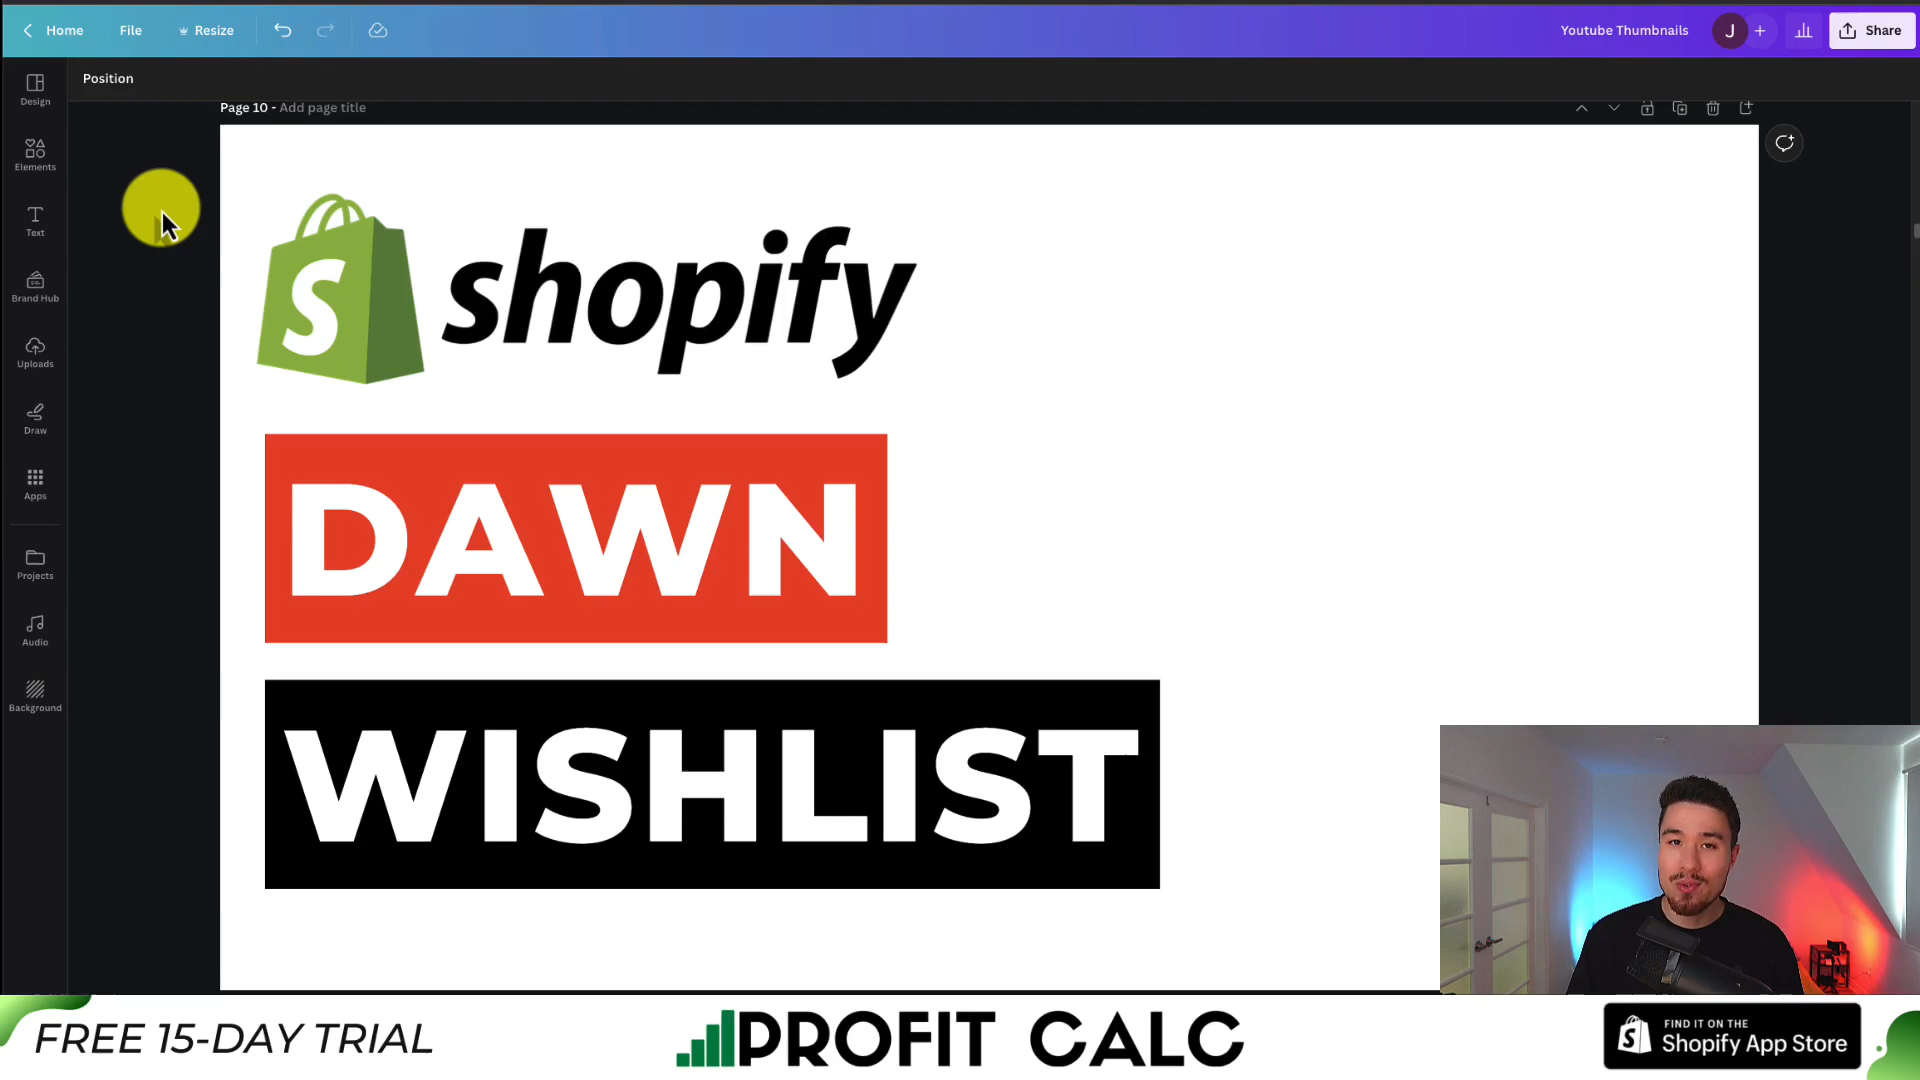 Home File Resize Youtube Thumbnails J + Share
Position
Design
Page 10 - Add page title
Elements
Text
Brand Hub
Uploads
Draw
Apps
Projects
Audio
Background
S shopify
DAWN
WISHLIST
FREE 15-DAY TRIAL
PROFIT CALC
FIND IT ON THE
Shopify App Store